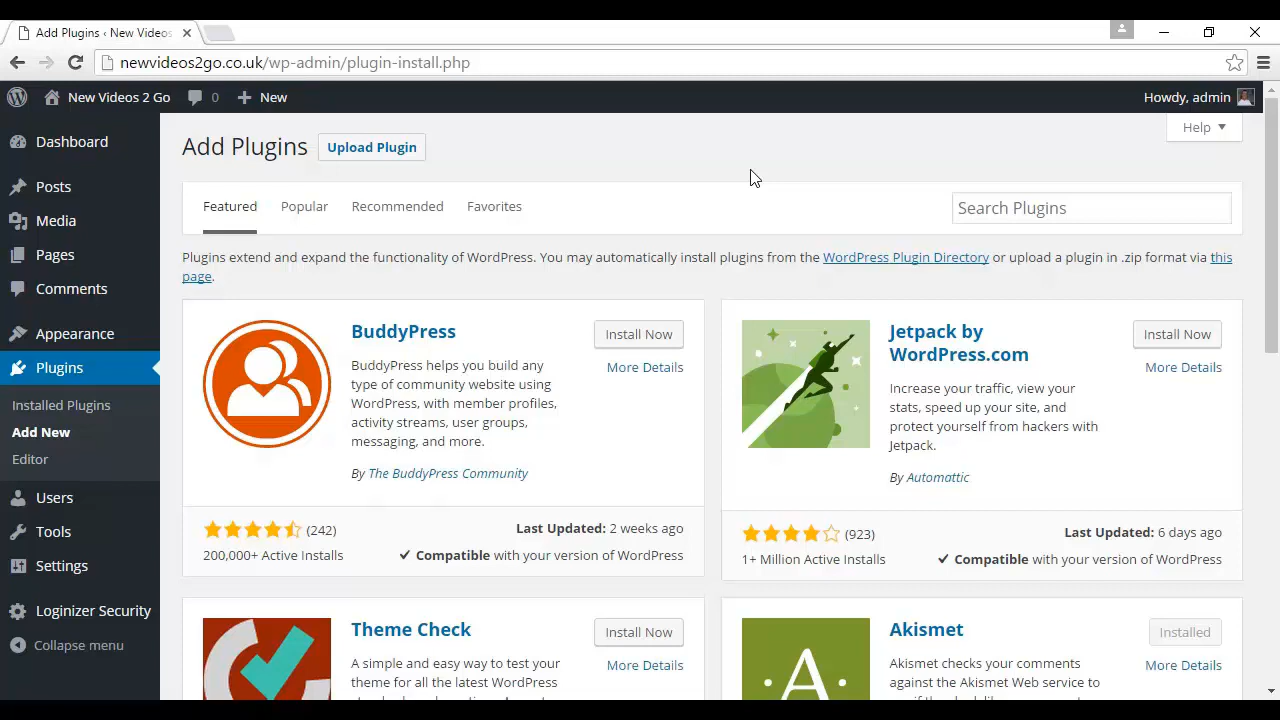 Add Plugins ‹ New Videos
newvideos2go.co.uk/wp-admin/plugin-install.php
New Videos 2 Go
0
New
Howdy, admin
Dashboard
Posts
Media
Pages
Comments
Appearance
Plugins
Installed Plugins
Add New
Editor
Users
Tools
Settings
Loginizer Security
Collapse menu
Help
Add Plugins
Upload Plugin
Featured
Popular
Recommended
Favorites
Search Plugins
Plugins extend and expand the functionality of WordPress. You may automatically install plugins from the WordPress Plugin Directory or upload a plugin in .zip format via this
page.
BuddyPress
Install Now
More Details
BuddyPress helps you build any
type of community website using
WordPress, with member profiles,
activity streams, user groups,
messaging, and more.
By The BuddyPress Community
(242)
Last Updated: 2 weeks ago
200,000+ Active Installs
Compatible with your version of WordPress
Jetpack by
WordPress.com
Install Now
More Details
Increase your traffic, view your
stats, speed up your site, and
protect yourself from hackers with
Jetpack.
By Automattic
(923)
Last Updated: 6 days ago
1+ Million Active Installs
Compatible with your version of WordPress
Theme Check
Install Now
More Details
A simple and easy way to test your
theme for all the latest WordPress
Akismet
Installed
More Details
A
Akismet checks your comments
against the Akismet Web service to